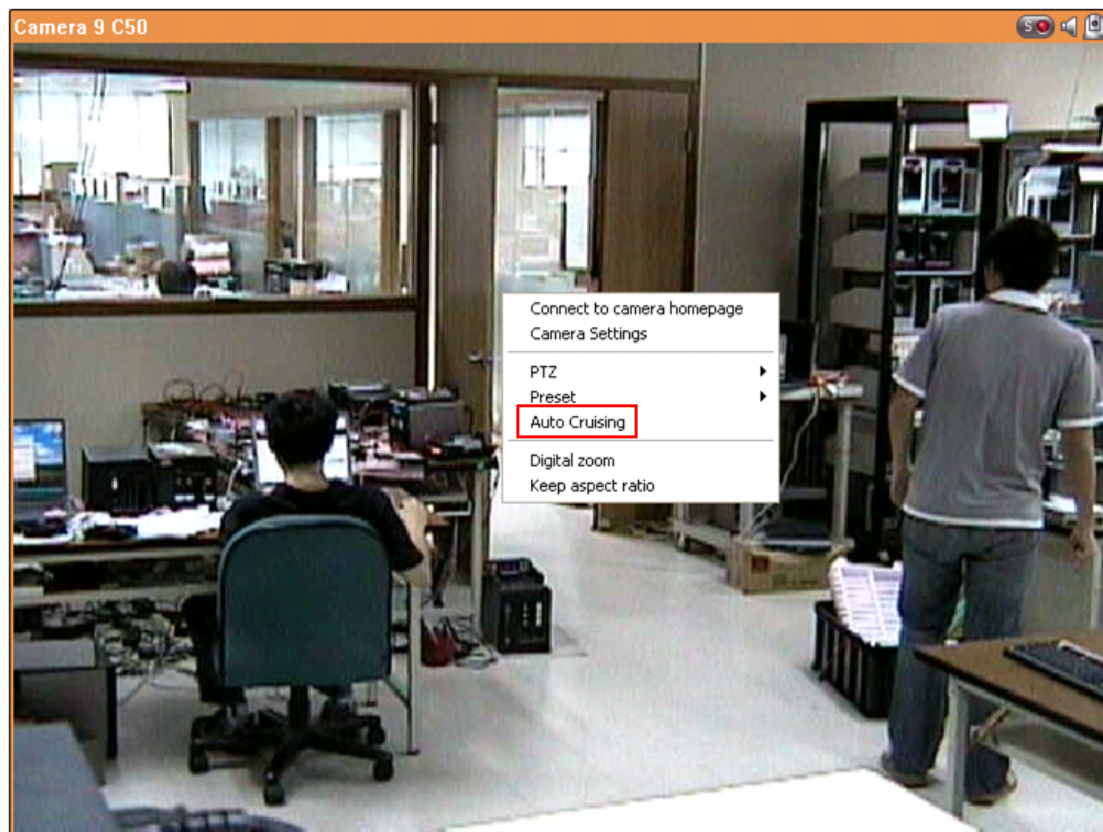 Camera 9 C50
S
Connect to camera homepage
Camera Settings
PTZ
Preset
Auto Cruising
Digital zoom
Keep aspect ratio